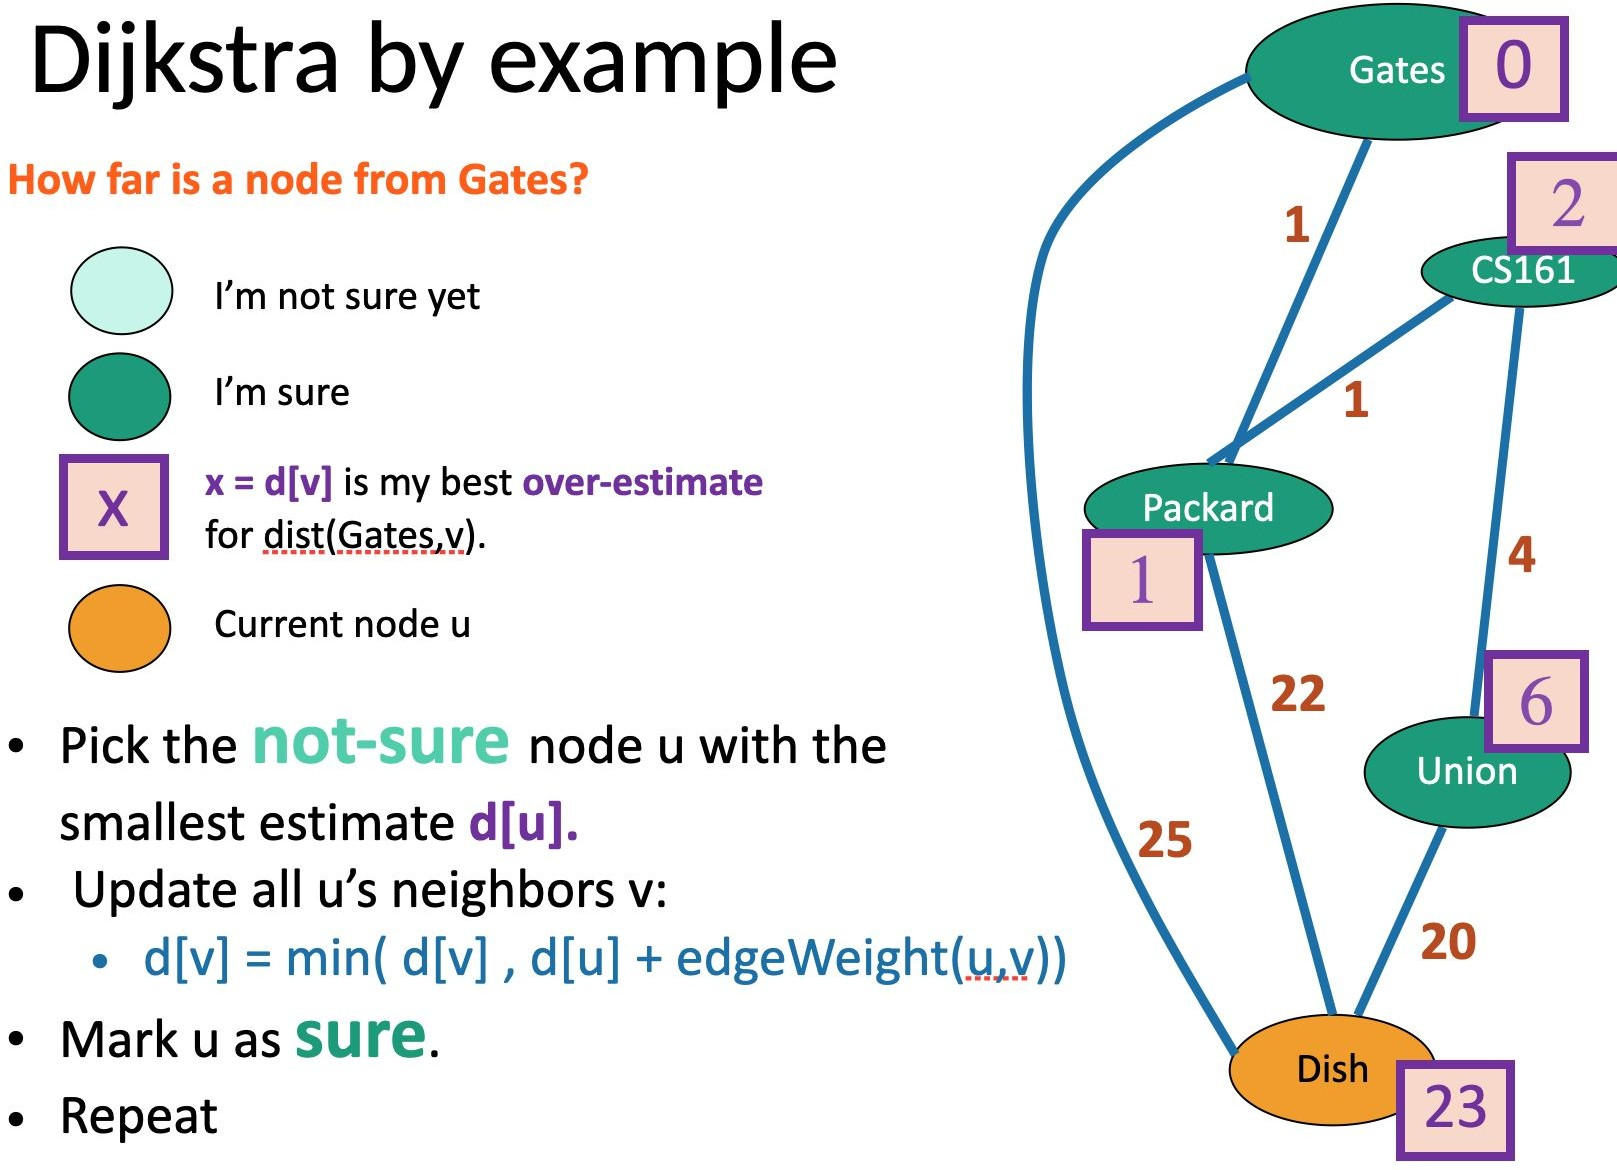 Dijkstra by example
How far is a node from Gates?
I’m not sure yet
I’m sure
x
x = d[v] is my best over-estimate
for dist(Gates,v).
Current node u
• Pick the not-sure node u with the
smallest estimate d[u].
• Update all u’s neighbors v:
• d[v] = min( d[v] , d[u] + edgeWeight(u,v))
• Mark u as sure.
• Repeat
Gates
0
2
CS161
1
1
Packard
1
4
22
6
Union
25
20
Dish
23